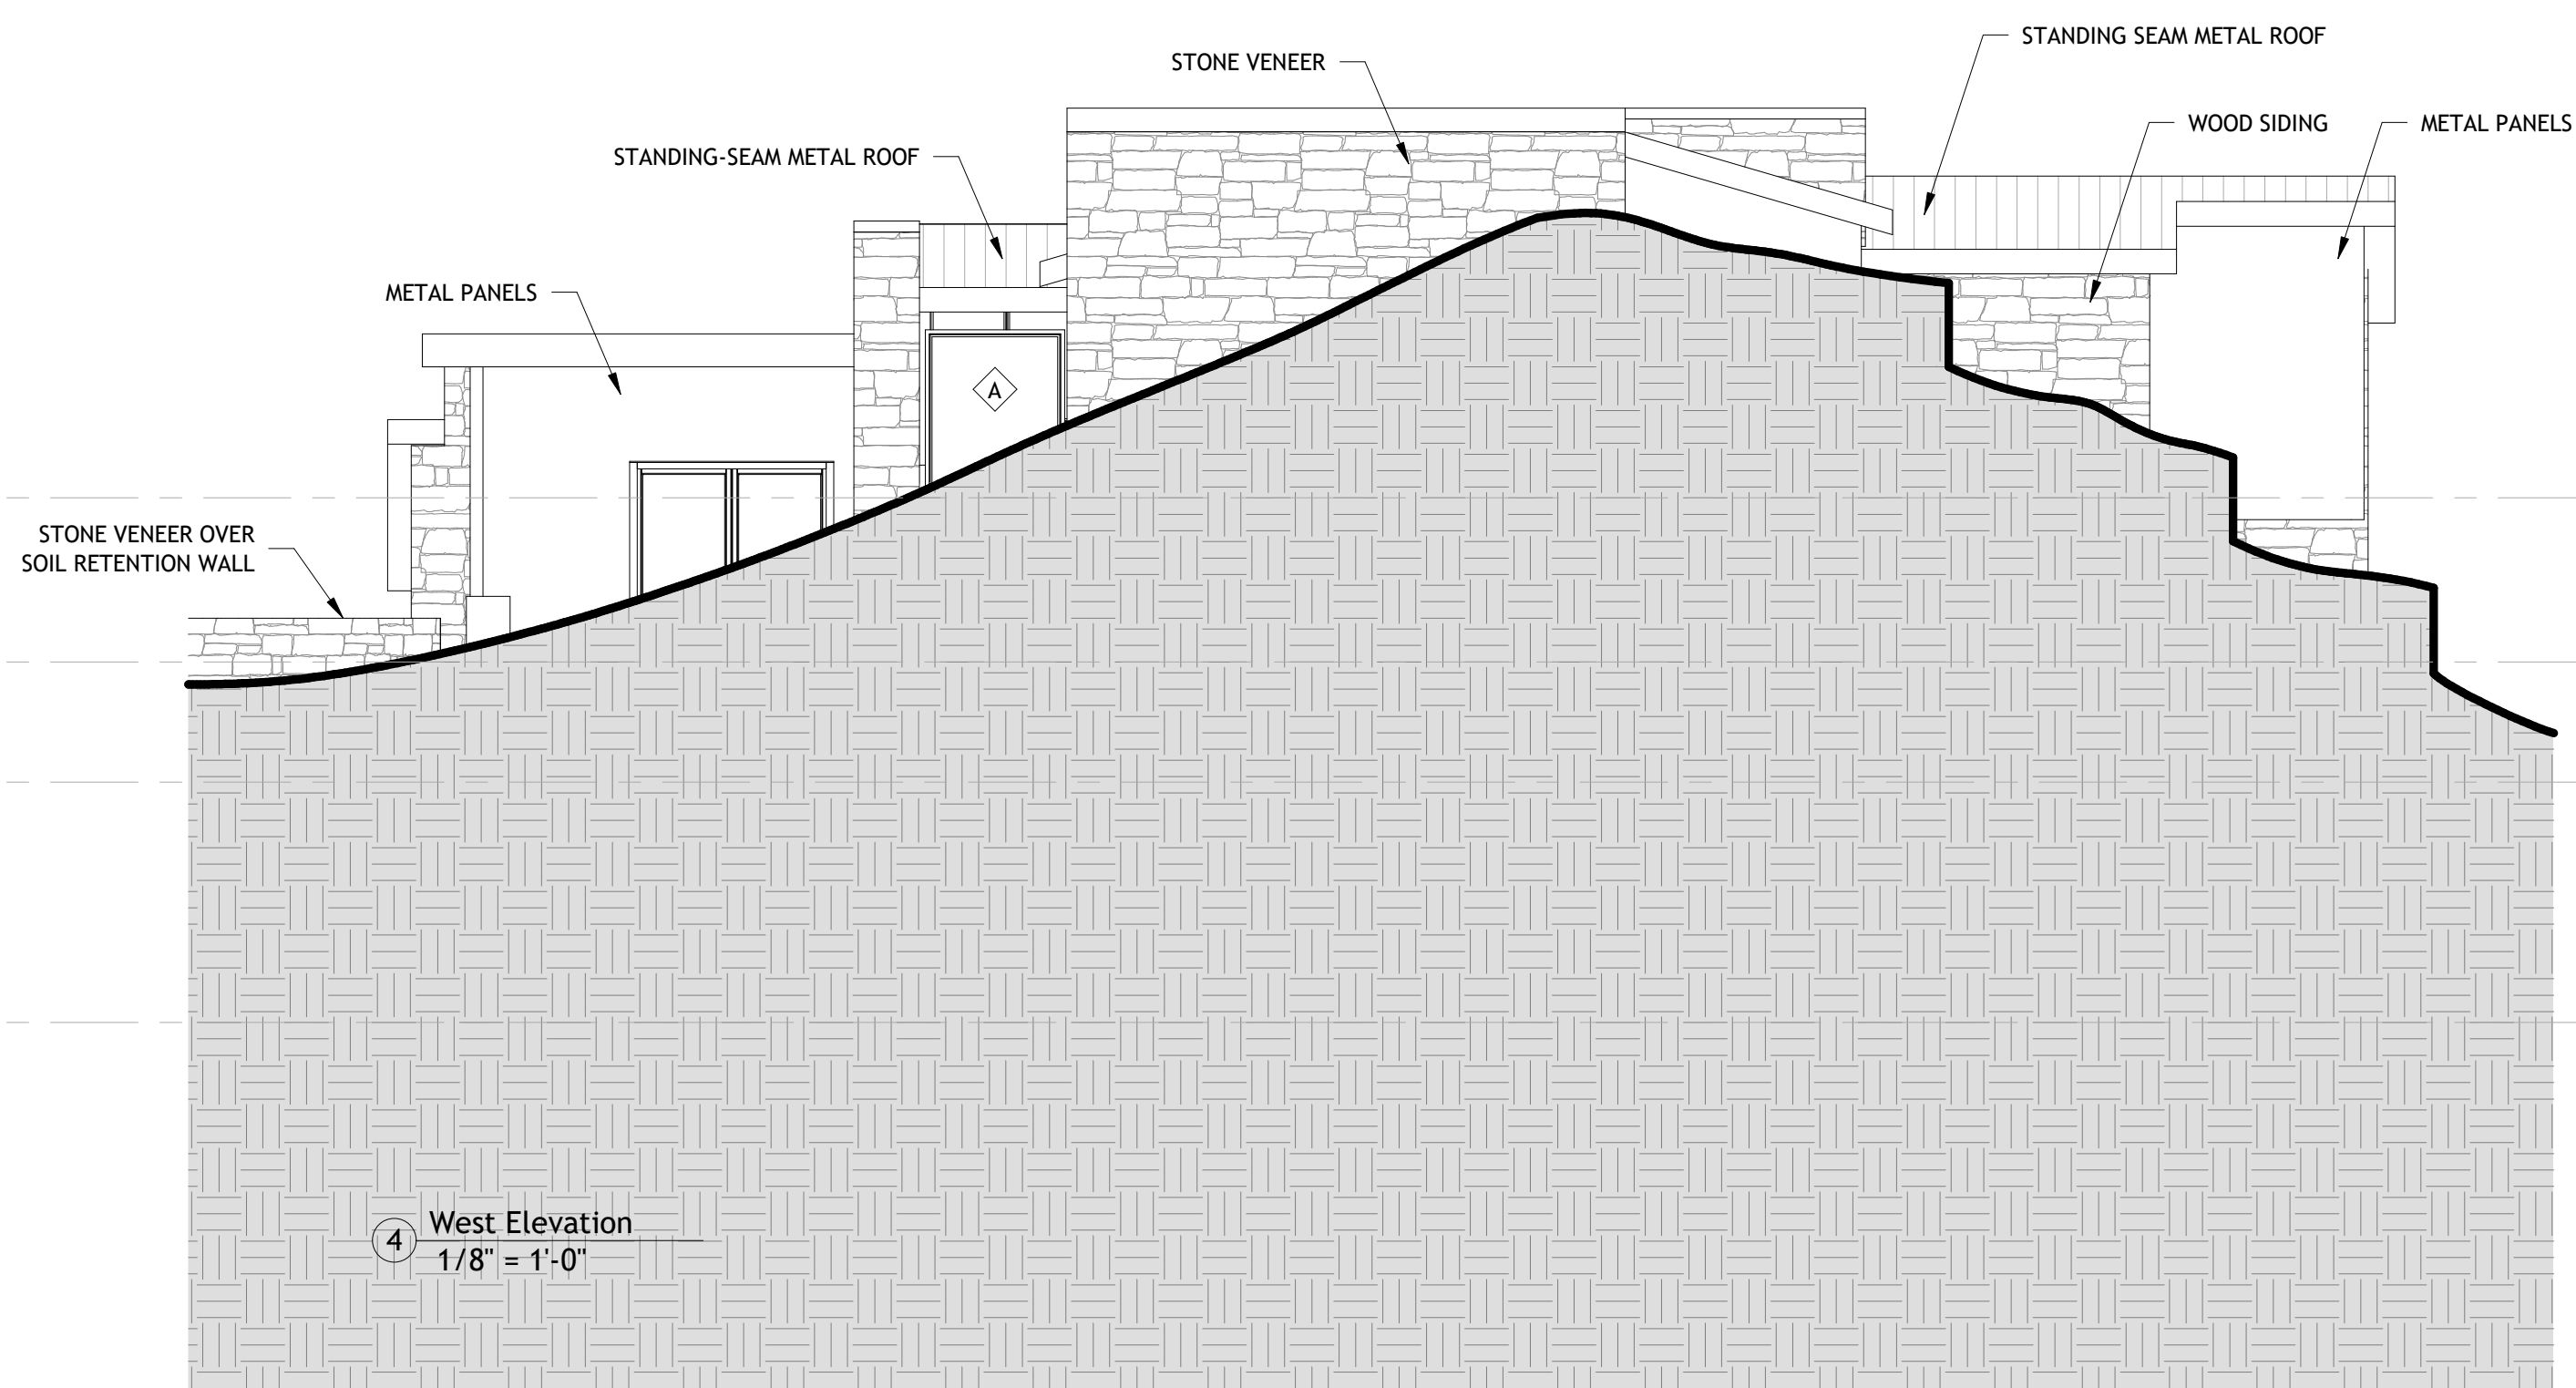 STANDING SEAM METAL ROOF
STONE VENEER
WOOD SIDING
METAL PANELS
STANDING-SEAM METAL ROOF
METAL PANELS
A
STONE VENEER OVER
SOIL RETENTION WALL
4
West Elevation
1/8" = 1'-0"